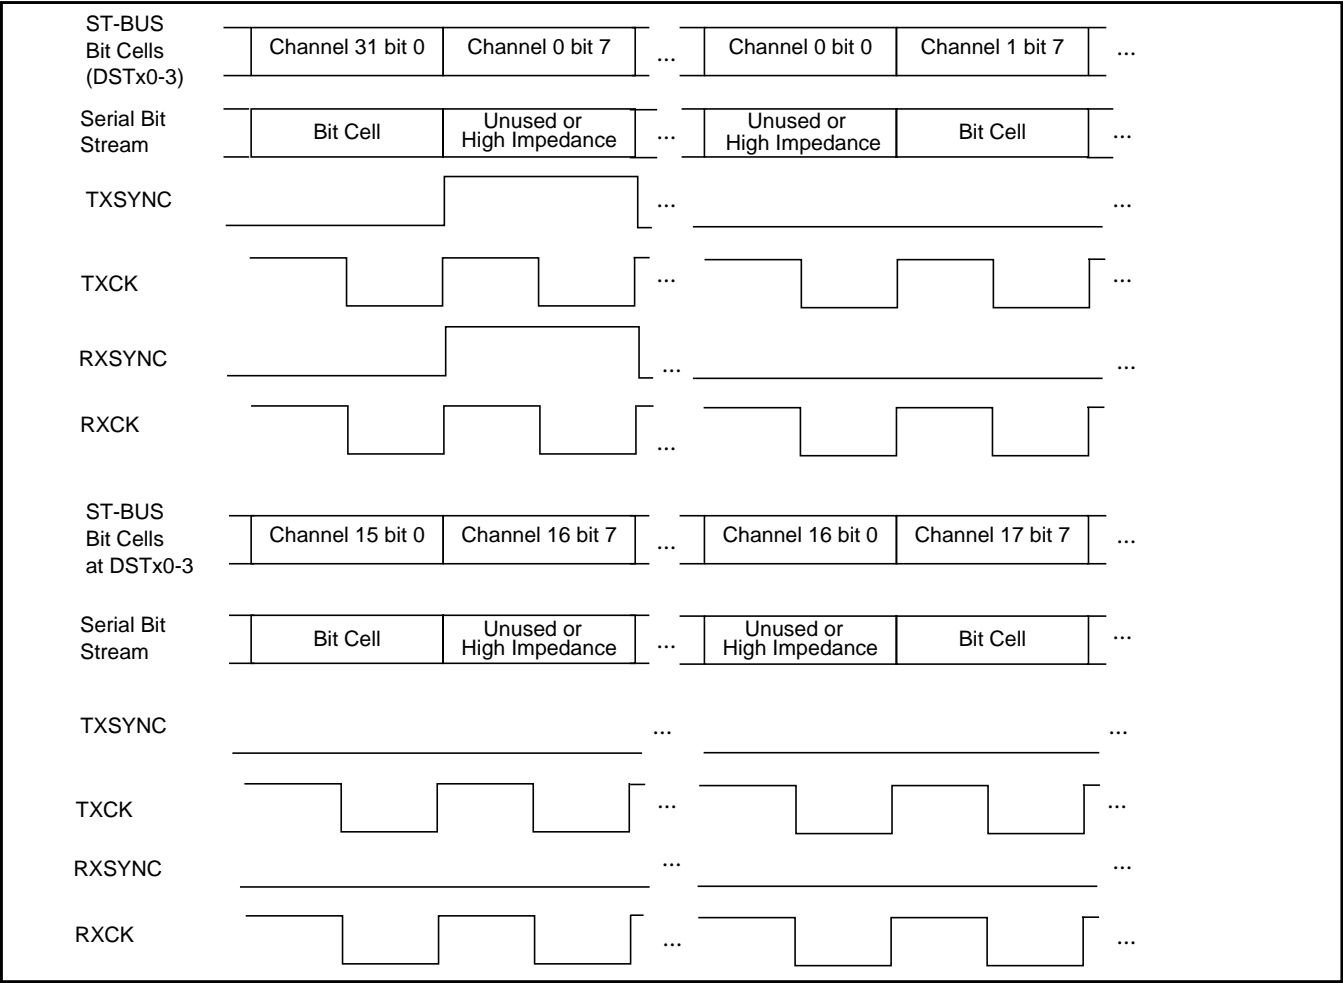 ST-BUS
Bit Cells
(DSTx0-3)
Channel 31 bit 0
Channel 0 bit 7
...
Channel 0 bit 0
Channel 1 bit 7
...
Serial Bit
Stream
Bit Cell
Unused or
High Impedance
...
Unused or
High Impedance
Bit Cell
...
TXSYNC
...
...
TXCK
...
...
RXSYNC
...
...
RXCK
...
ST-BUS
Bit Cells
at DSTx0-3
Channel 15 bit 0
Channel 16 bit 7
...
Channel 16 bit 0
Channel 17 bit 7
...
Serial Bit
Stream
Bit Cell
Unused or
High Impedance
...
Unused or
High Impedance
Bit Cell
...
TXSYNC
...
...
TXCK
...
...
RXSYNC
...
...
RXCK
...
...